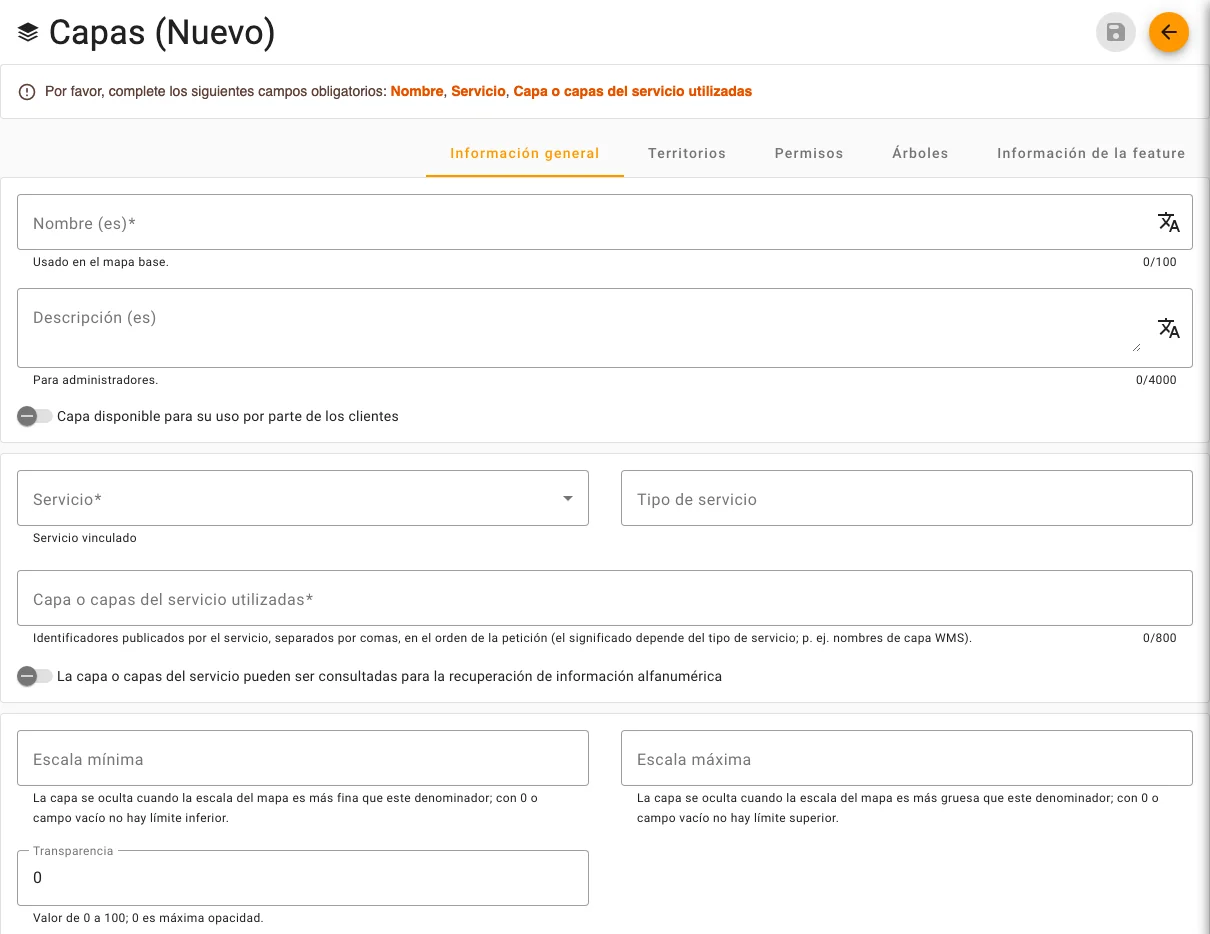 Capas (Nuevo)
Por favor, complete los siguientes campos obligatorios: Nombre, Servicio, Capa o capas del servicio utilizadas
Información general Territorios Permisos Árboles Información de la feature
Nombre (es)*
Usado en el mapa base. 0/100
Descripción (es)
Para administradores. 0/4000
Capa disponible para su uso por parte de los clientes
Servicio* Tipo de servicio
Servicio vinculado
Capa o capas del servicio utilizadas*
Identificadores publicados por el servicio, separados por comas, en el orden de la petición (el significado depende del tipo de servicio; p. ej. nombres de capa WMS). 0/800
La capa o capas del servicio pueden ser consultadas para la recuperación de información alfanumérica
Escala mínima Escala máxima
La capa se oculta cuando la escala del mapa es más fina que este denominador; con 0 o
campo vacío no hay límite inferior.
La capa se oculta cuando la escala del mapa es más gruesa que este denominador; con 0 o
campo vacío no hay límite superior.
Transparencia
0
Valor de 0 a 100; 0 es máxima opacidad.